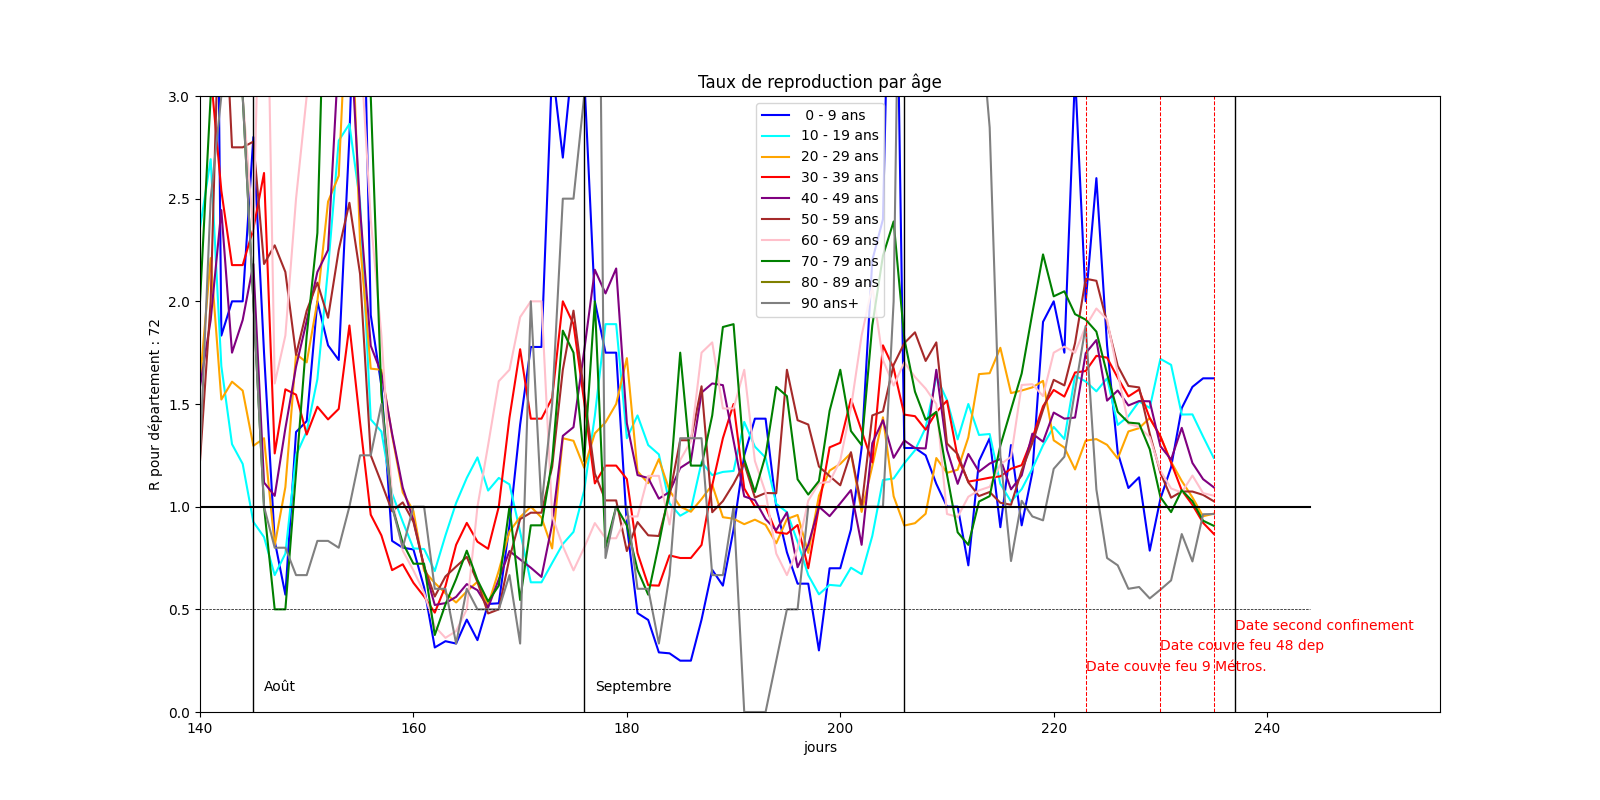 Taux de reproduction par âge
R pour département : 72
3.0
2.5
2.0
1.5
1.0
0.5
0.0
0 - 9 ans
10 - 19 ans
20 - 29 ans
30 - 39 ans
40 - 49 ans
50 - 59 ans
60 - 69 ans
70 - 79 ans
80 - 89 ans
90 ans+
Date second confinement
Date couvre feu 48 dep
Date couvre feu 9 Métros.
Août
Septembre
140
160
180
200
220
240
jours